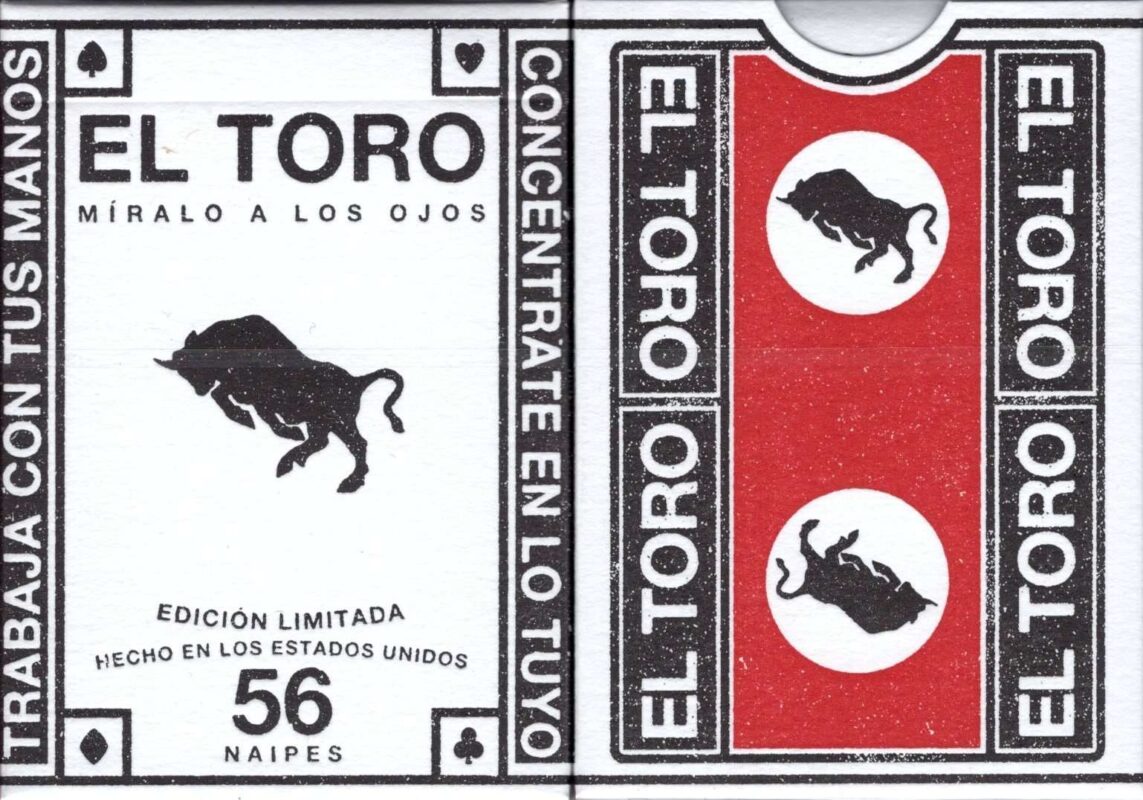 TRABAJA CON TUS MANOS
EL TORO
MÍRALO A LOS OJOS
EDICIÓN LIMITADA
HECHO EN LOS ESTADOS UNIDOS
56
NAIPES
CONCENTRATE EN LO TUYO
EL TORO
EL TORO
EL TORO
EL TORO